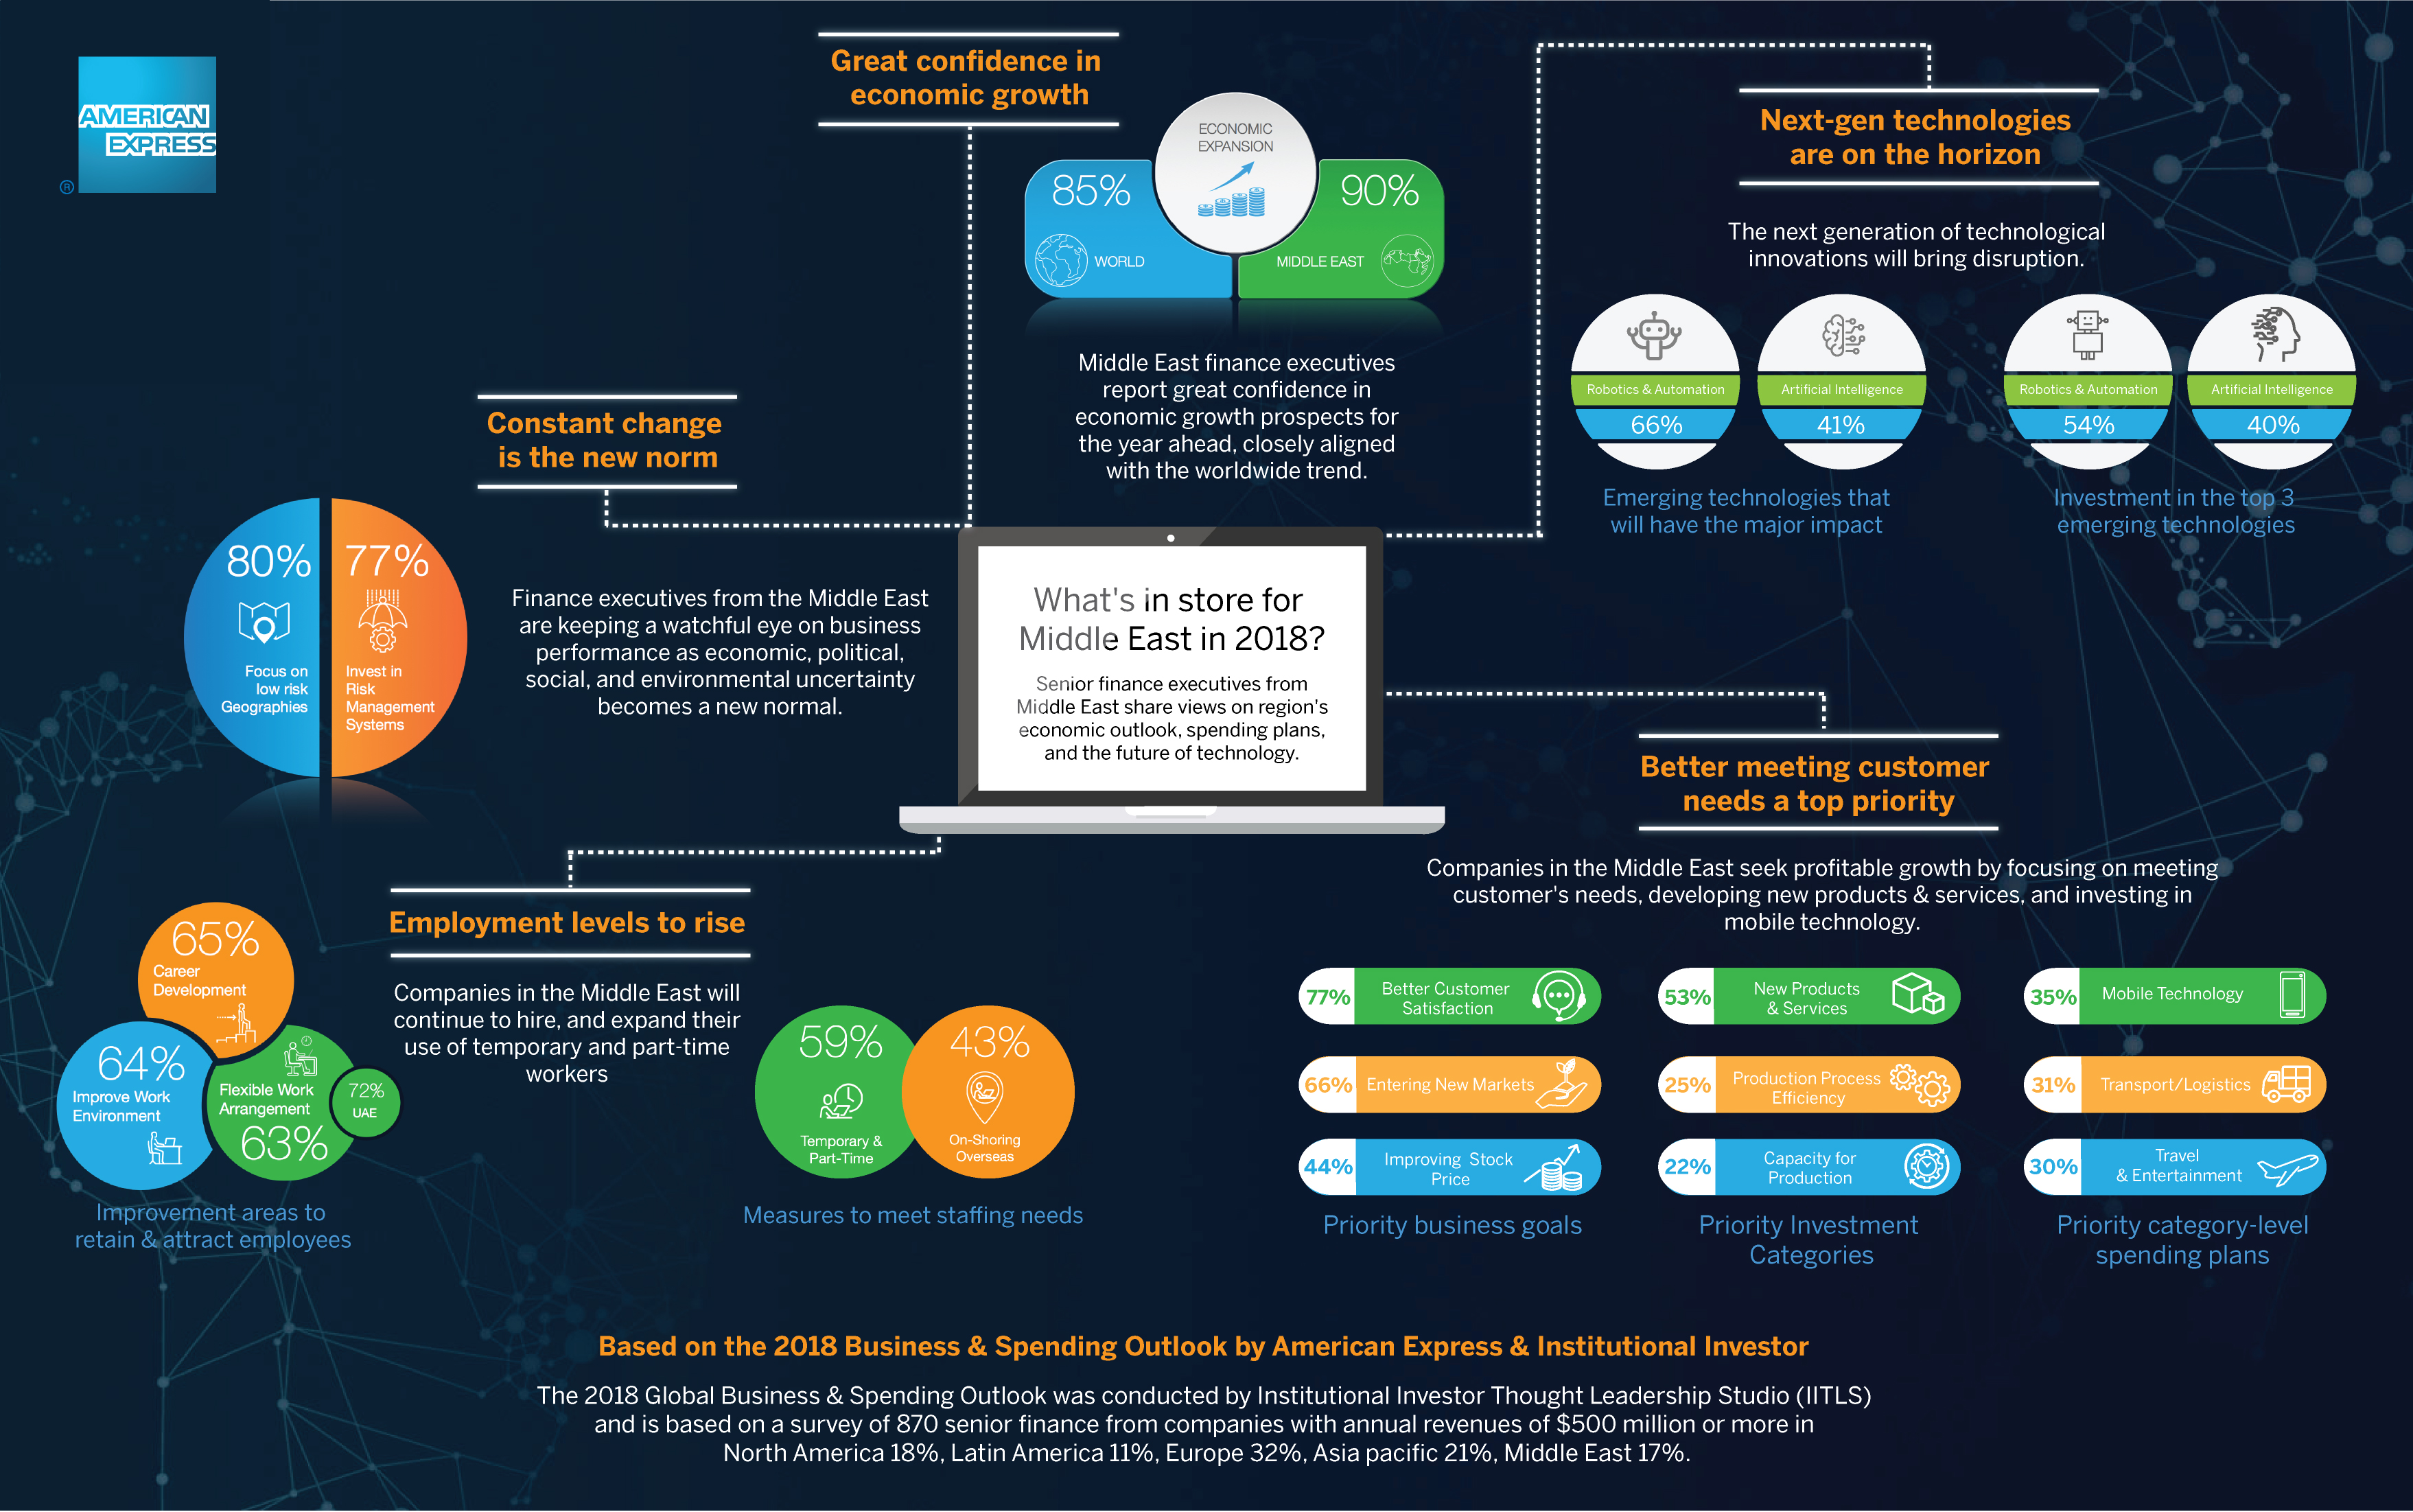 AMERICAN
EXPRESS
®
Great confidence in
economic growth
ECONOMIC
EXPANSION
85%
WORLD
90%
MIDDLE EAST
Middle East finance executives
report great confidence in
economic growth prospects for
the year ahead, closely aligned
with the worldwide trend.
Next-gen technologies
are on the horizon
The next generation of technological
innovations will bring disruption.
Robotics & Automation
66%
Artificial Intelligence
41%
Emerging technologies that
will have the major impact
Robotics & Automation
54%
Artificial Intelligence
40%
Investment in the top 3
emerging technologies
Constant change
is the new norm
80%
Focus on
low risk
Geographies
77%
Invest in
Risk
Management
Systems
Finance executives from the Middle East
are keeping a watchful eye on business
performance as economic, political,
social, and environmental uncertainty
becomes a new normal.
What's in store for
Middle East in 2018?
Senior finance executives from
Middle East share views on region's
economic outlook, spending plans,
and the future of technology.
Employment levels to rise
Companies in the Middle East will
continue to hire, and expand their
use of temporary and part-time
workers
65%
Career
Development
64%
Improve Work
Environment
Flexible Work
Arrangement
63%
72%
UAE
Improvement areas to
retain & attract employees
59%
Temporary &
Part-Time
43%
On-Shoring
Overseas
Measures to meet staffing needs
Better meeting customer
needs a top priority
Companies in the Middle East seek profitable growth by focusing on meeting
customer's needs, developing new products & services, and investing in
mobile technology.
77%
Better Customer
Satisfaction
66%
Entering New Markets
44%
Improving Stock
Price
Priority business goals
53%
New Products
& Services
25%
Production Process
Efficiency
22%
Capacity for
Production
Priority Investment
Categories
35%
Mobile Technology
31%
Transport/Logistics
30%
Travel
& Entertainment
Priority category-level
spending plans
Based on the 2018 Business & Spending Outlook by American Express & Institutional Investor
The 2018 Global Business & Spending Outlook was conducted by Institutional Investor Thought Leadership Studio (IITLS)
and is based on a survey of 870 senior finance from companies with annual revenues of $500 million or more in
North America 18%, Latin America 11%, Europe 32%, Asia pacific 21%, Middle East 17%.